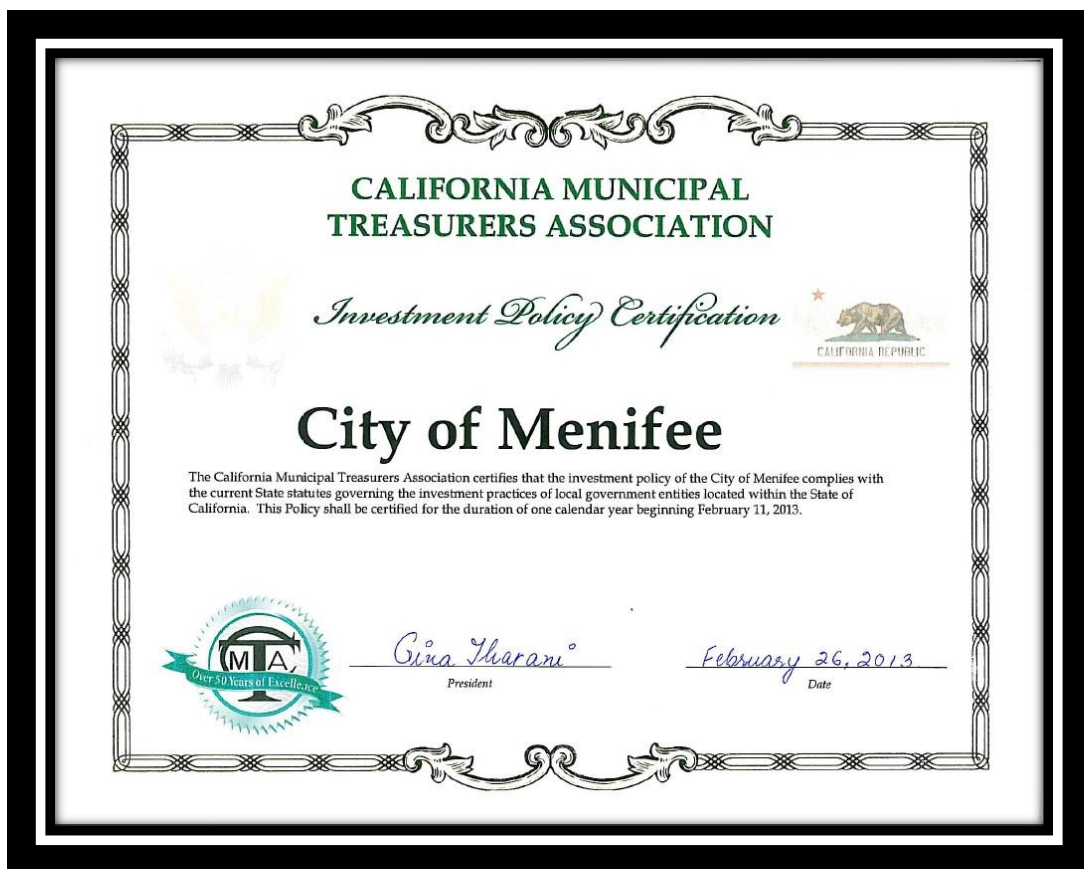 CALIFORNIA MUNICIPAL
TREASURERS ASSOCIATION
Investment Policy Certification
CALIFORNIA REPUBLIC
City of Menifee
The California Municipal Treasurers Association certifies that the investment policy of the City of Menifee complies with
the current State statutes governing the investment practices of local government entities located within the State of
California. This Policy shall be certified for the duration of one calendar year beginning February 11, 2013.
CMTA
Over 50 Years of Excellence
Gina Tharani
President
February 26, 2013
Date